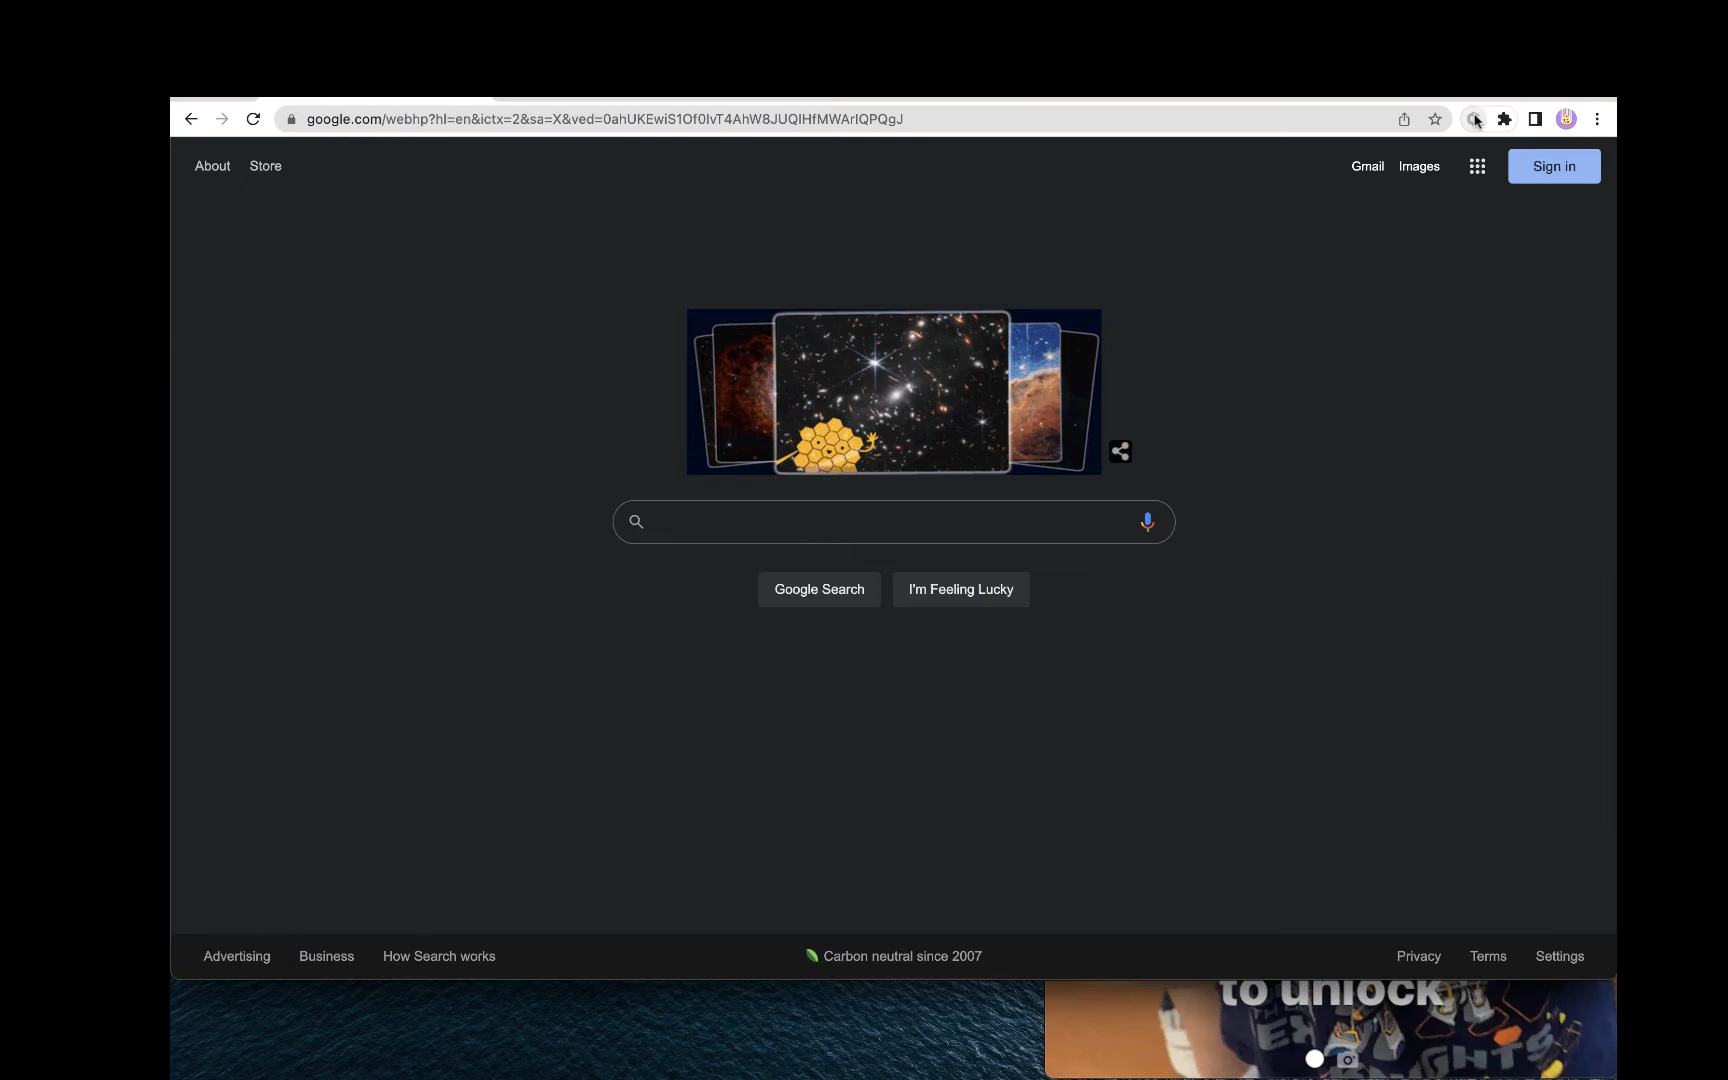 google.com/webhp?hl=en&ictx=2&sa=X&ved=0ahUKEwiS1Of0lvT4AhW8JUQIHfMWArIQPQgJ
About Store
Gmail Images Sign in
Google Search I'm Feeling Lucky
Advertising Business How Search works
Carbon neutral since 2007
Privacy Terms Settings
to unlock